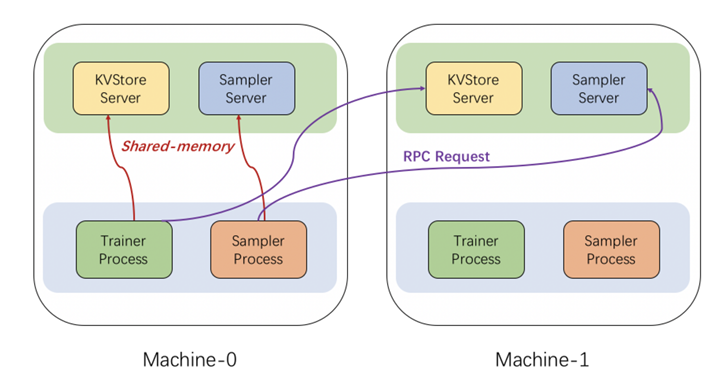 KVStore
Server
Sampler
Server
KVStore
Server
Sampler
Server
Shared-memory
RPC Request
Trainer
Process
Sampler
Process
Trainer
Process
Sampler
Process
Machine-0
Machine-1